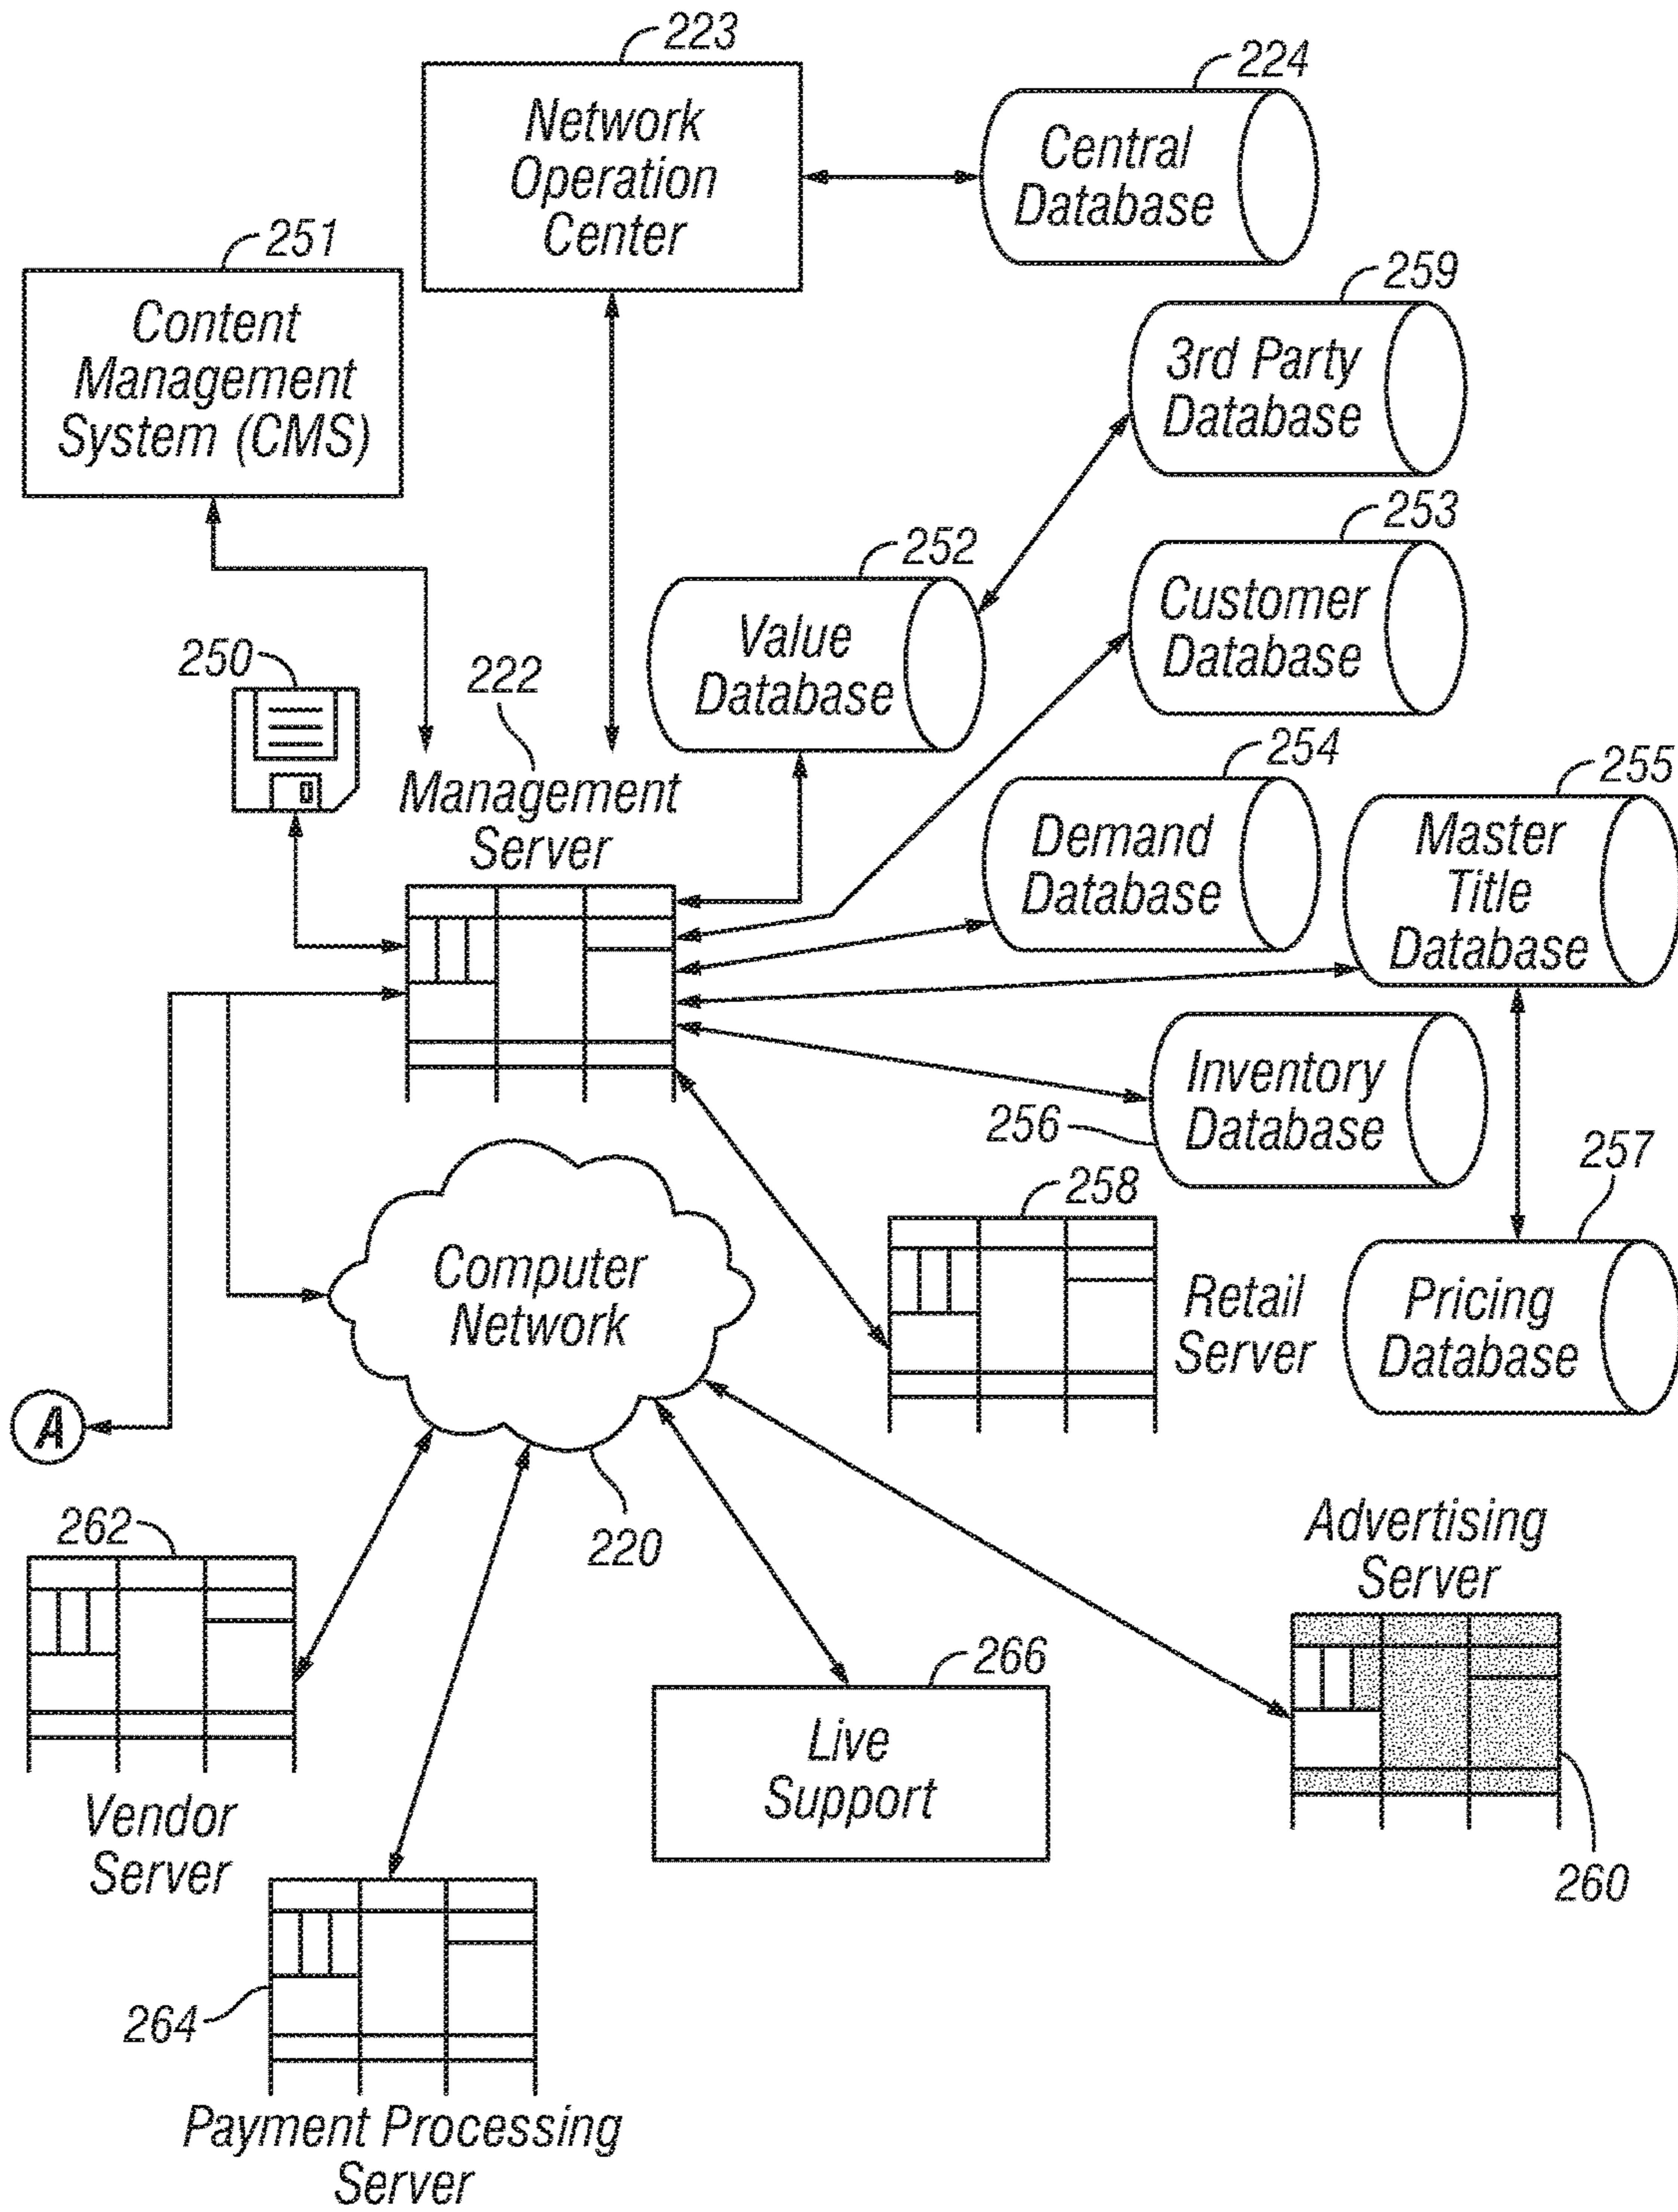 223
Network
Operation
Center
224
Central
Database
251
Content
Management
System (CMS)
259
3rd Party
Database
253
Customer
Database
252
Value
Database
250
222
Management
Server
254
Demand
Database
255
Master
Title
Database
Inventory
Database
256
257
Pricing
Database
258
Retail
Server
Computer
Network
A
220
262
Vendor
Server
266
Live
Support
Advertising
Server
260
264
Payment Processing
Server